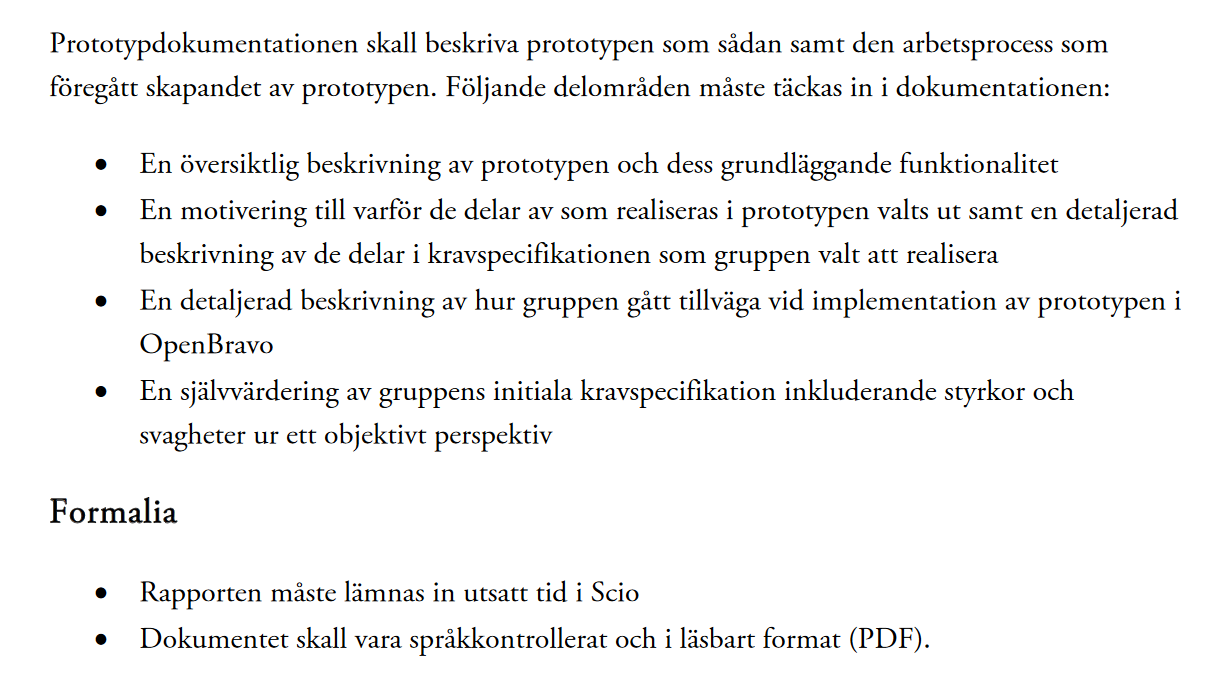 Prototypdokumentationen skall beskriva prototypen som sådan samt den arbetsprocess som
föregått skapandet av prototypen. Följande delområden måste täckas in i dokumentationen:
• En översiktlig beskrivning av prototypen och dess grundläggande funktionalitet
• En motivering till varför de delar av som realiseras i prototypen valts ut samt en detaljerad
beskrivning av de delar i kravspecifikationen som gruppen valt att realisera
• En detaljerad beskrivning av hur gruppen gått tillväga vid implementation av prototypen i
OpenBravo
• En självvärdering av gruppens initiala kravspecifikation inkluderande styrkor och
svagheter ur ett objektivt perspektiv
Formalia
• Rapporten måste lämnas in utsatt tid i Scio
• Dokumentet skall vara språkkontrollerat och i läsbart format (PDF).